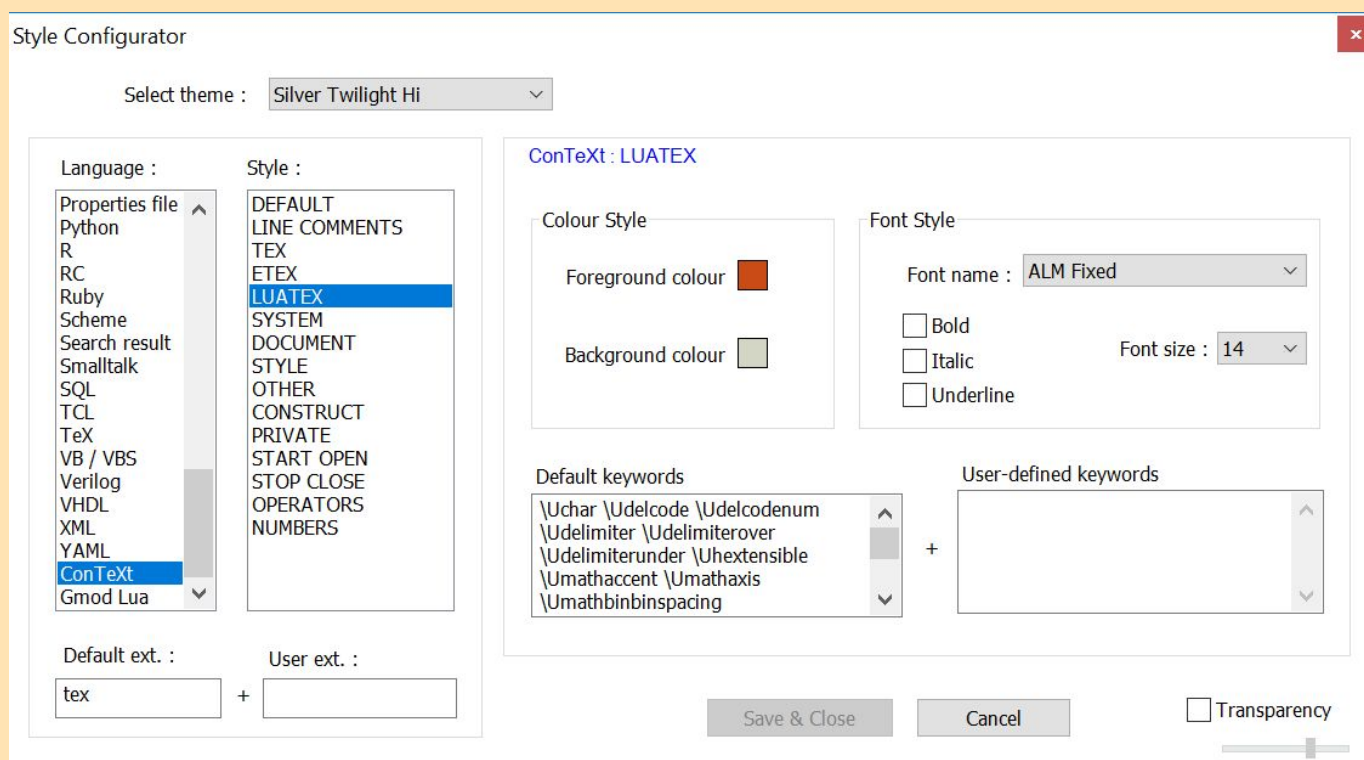 Style Configurator
x
Select theme : Silver Twilight Hi
Language :
Properties file
Python
R
RC
Ruby
Scheme
Search result
Smalltalk
SQL
TCL
TeX
VB / VBS
Verilog
VHDL
XML
YAML
ConTeXt
Gmod Lua
Style :
DEFAULT
LINE COMMENTS
TEX
ETEX
LUATEX
SYSTEM
DOCUMENT
STYLE
OTHER
CONSTRUCT
PRIVATE
START OPEN
STOP CLOSE
OPERATORS
NUMBERS
Default ext. :
tex
+
User ext. :
ConTeXt : LUATEX
Colour Style
Foreground colour
Background colour
Font Style
Font name : ALM Fixed
Bold
Italic
Underline
Font size : 14
Default keywords
\Uchar \Udelcode \Udelcodenum
\Udelimiter \Udelimiterover
\Udelimiterunder \Uhextensible
\Umathaccent \Umathaxis
\Umathbinbinspacing
+
User-defined keywords
Save & Close
Cancel
Transparency